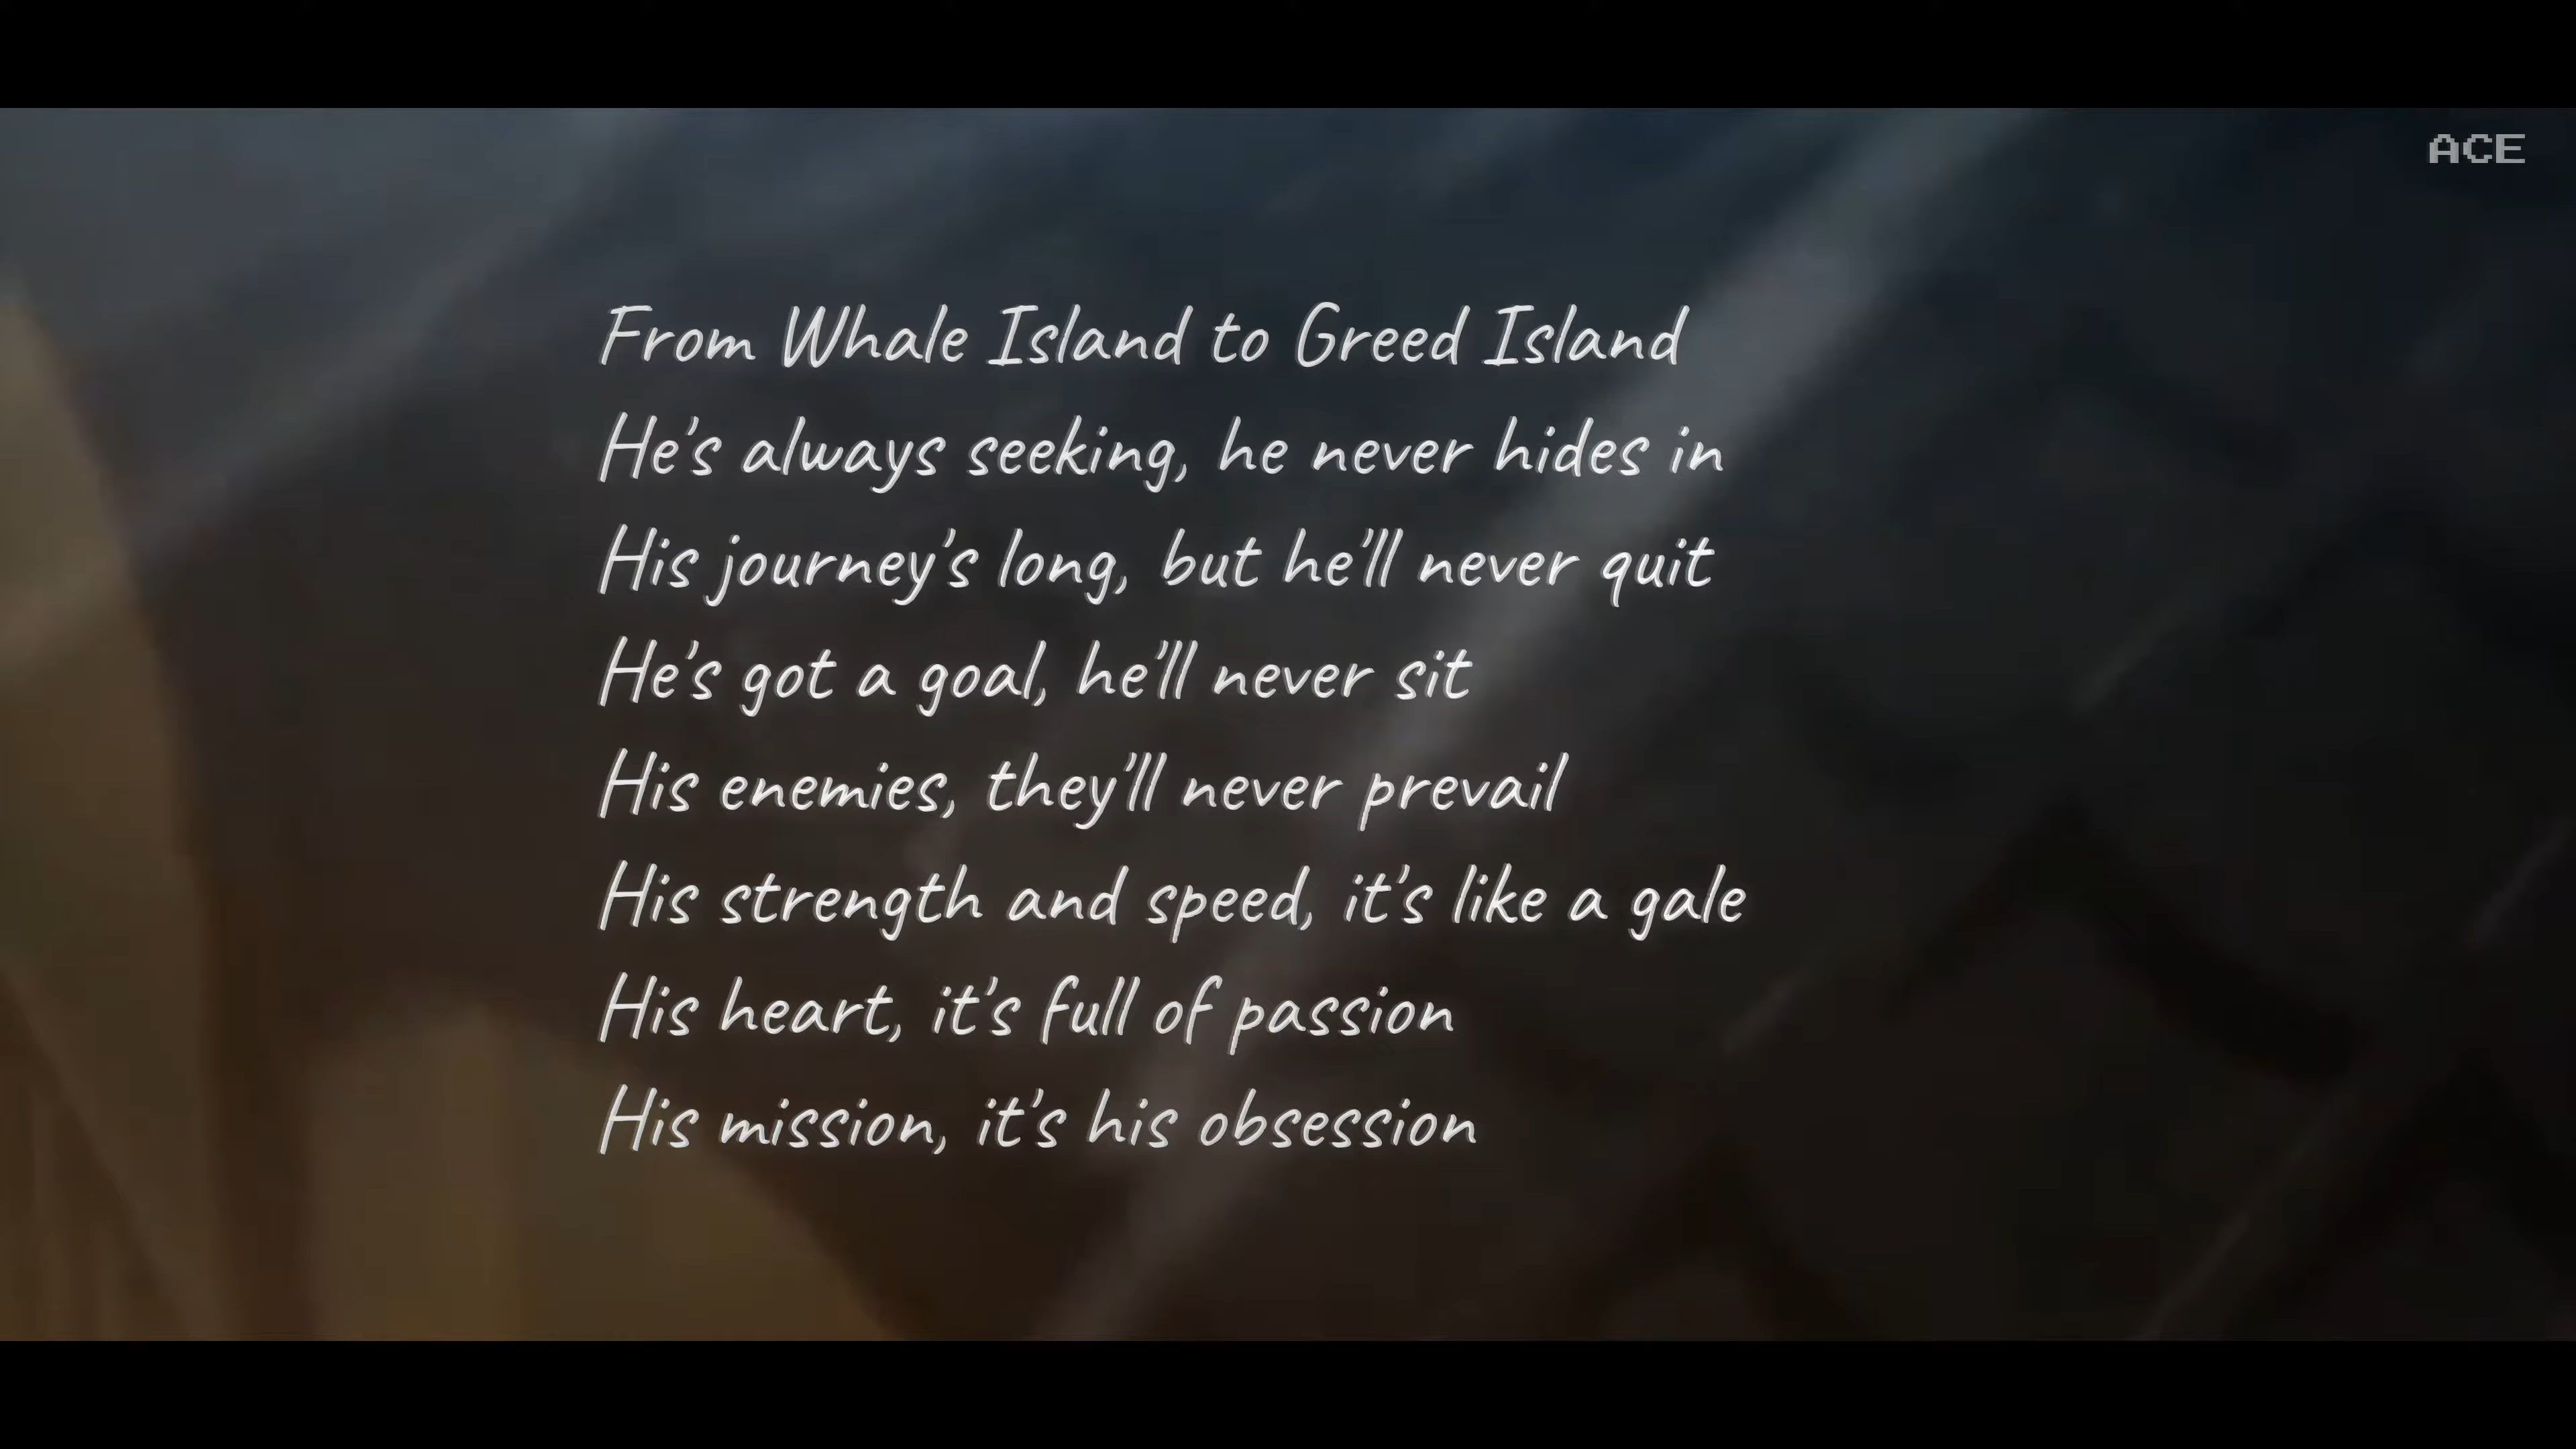 ACE
From Whale Island to Greed Island
He's always seeking, he never hides in
His journey's long, but he'll never quit
He's got a goal, he'll never sit
His enemies, they'll never prevail
His strength and speed, it's like a gale
His heart, it's full of passion
His mission, it's his obsession